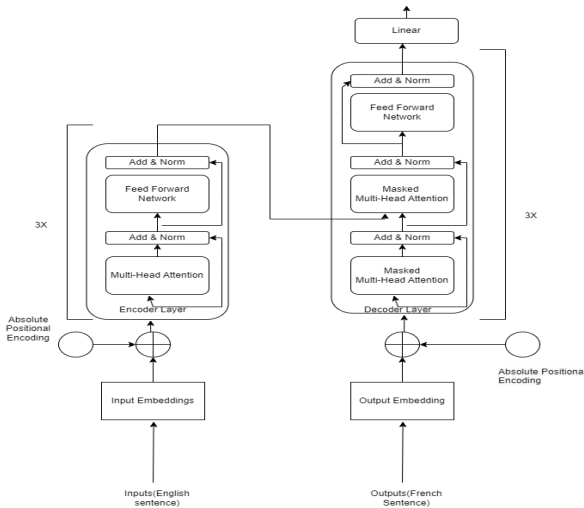 Linear
Add & Norm
Feed Forward
Network
Add & Norm
Masked
Multi-Head Attention
Add & Norm
Masked
Multi-Head Attention
Decoder Layer
3X
Add & Norm
Feed Forward
Network
Add & Norm
Multi-Head Attention
Encoder Layer
3X
Absolute
Positional
Encoding
Absolute Positiona
Encoding
Input Embeddings
Output Embedding
Inputs(English
sentence)
Outputs(French
Sentence)